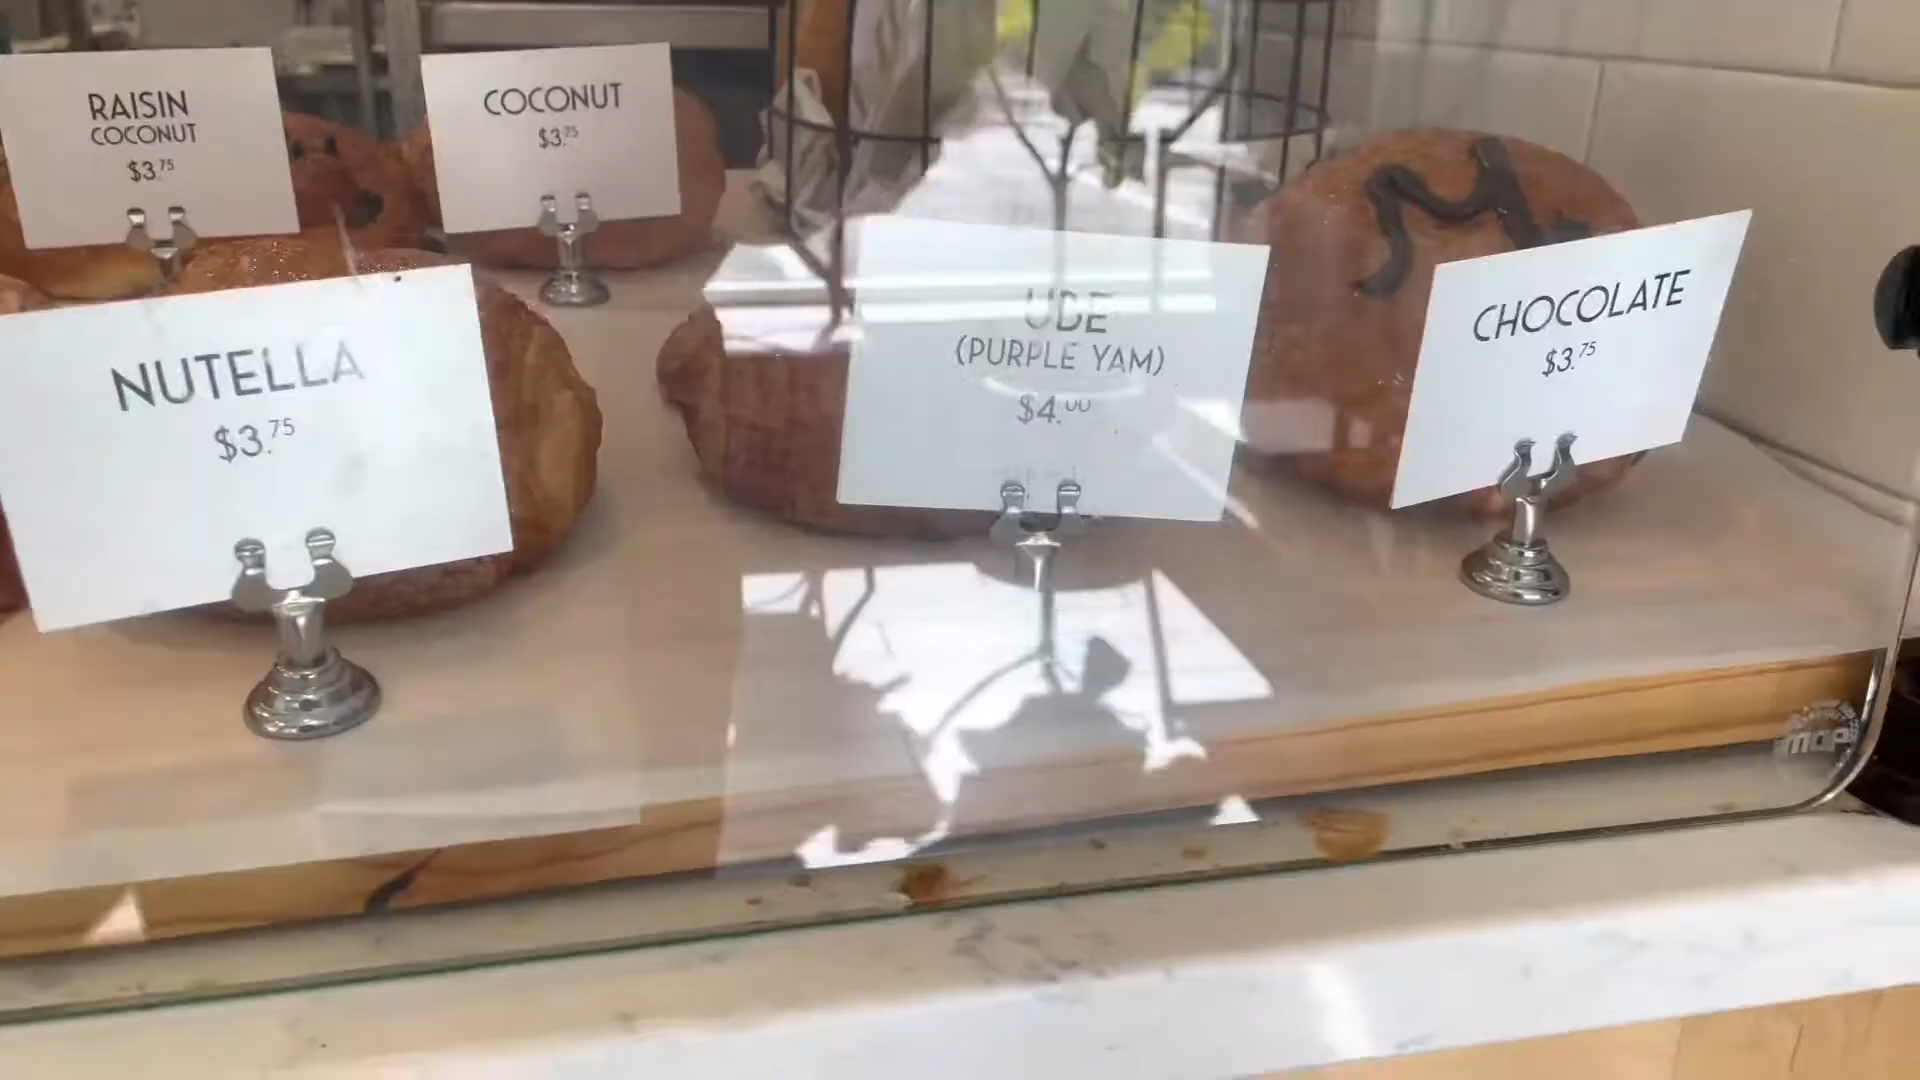 RAISIN
COCONUT
$3.75
COCONUT
$3.75
NUTELLA
$3.75
UBE
(PURPLE YAM)
$4.00
CHOCOLATE
$3.75